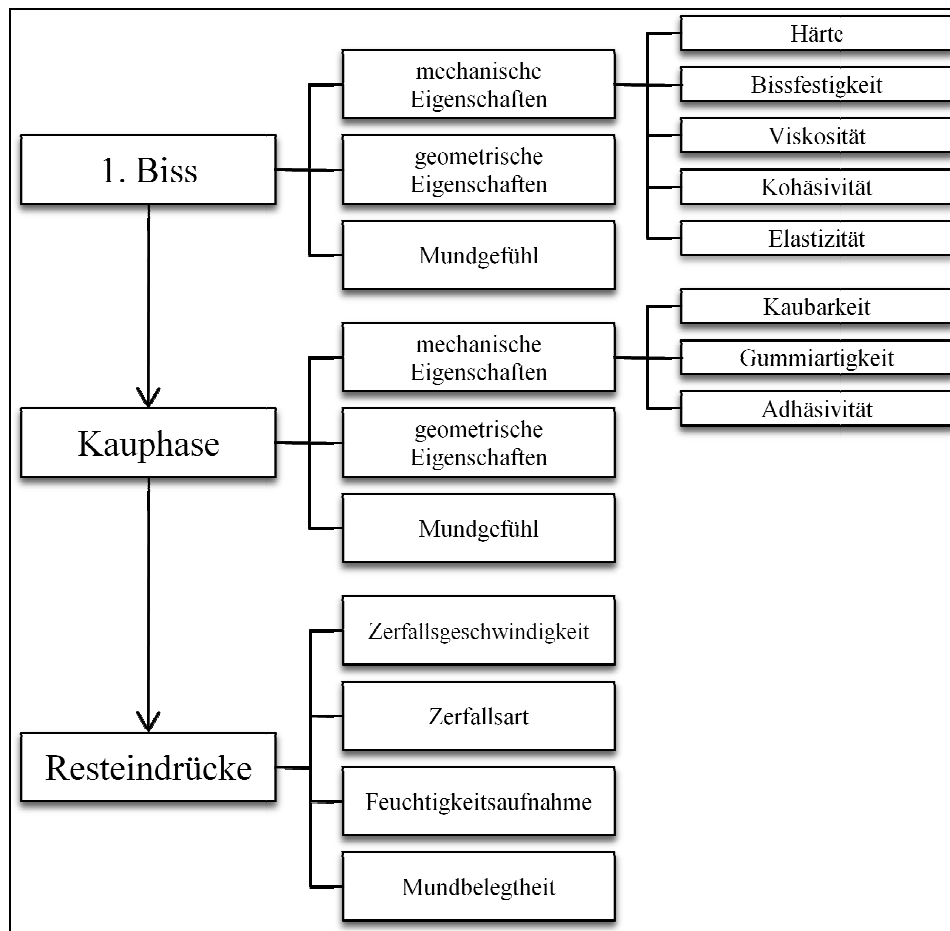 1. Biss
mechanische
Eigenschaften
Härte
Bissfestigkeit
Viskosität
Kohäsivität
Elastizität
geometrische
Eigenschaften
Mundgefühl
Kauphase
mechanische
Eigenschaften
Kaubarkeit
Gummiartigkeit
Adhäsivität
geometrische
Eigenschaften
Mundgefühl
Resteindrücke
Zerfallsgeschwindigkeit
Zerfallsart
Feuchtigkeitsaufnahme
Mundbelegtheit